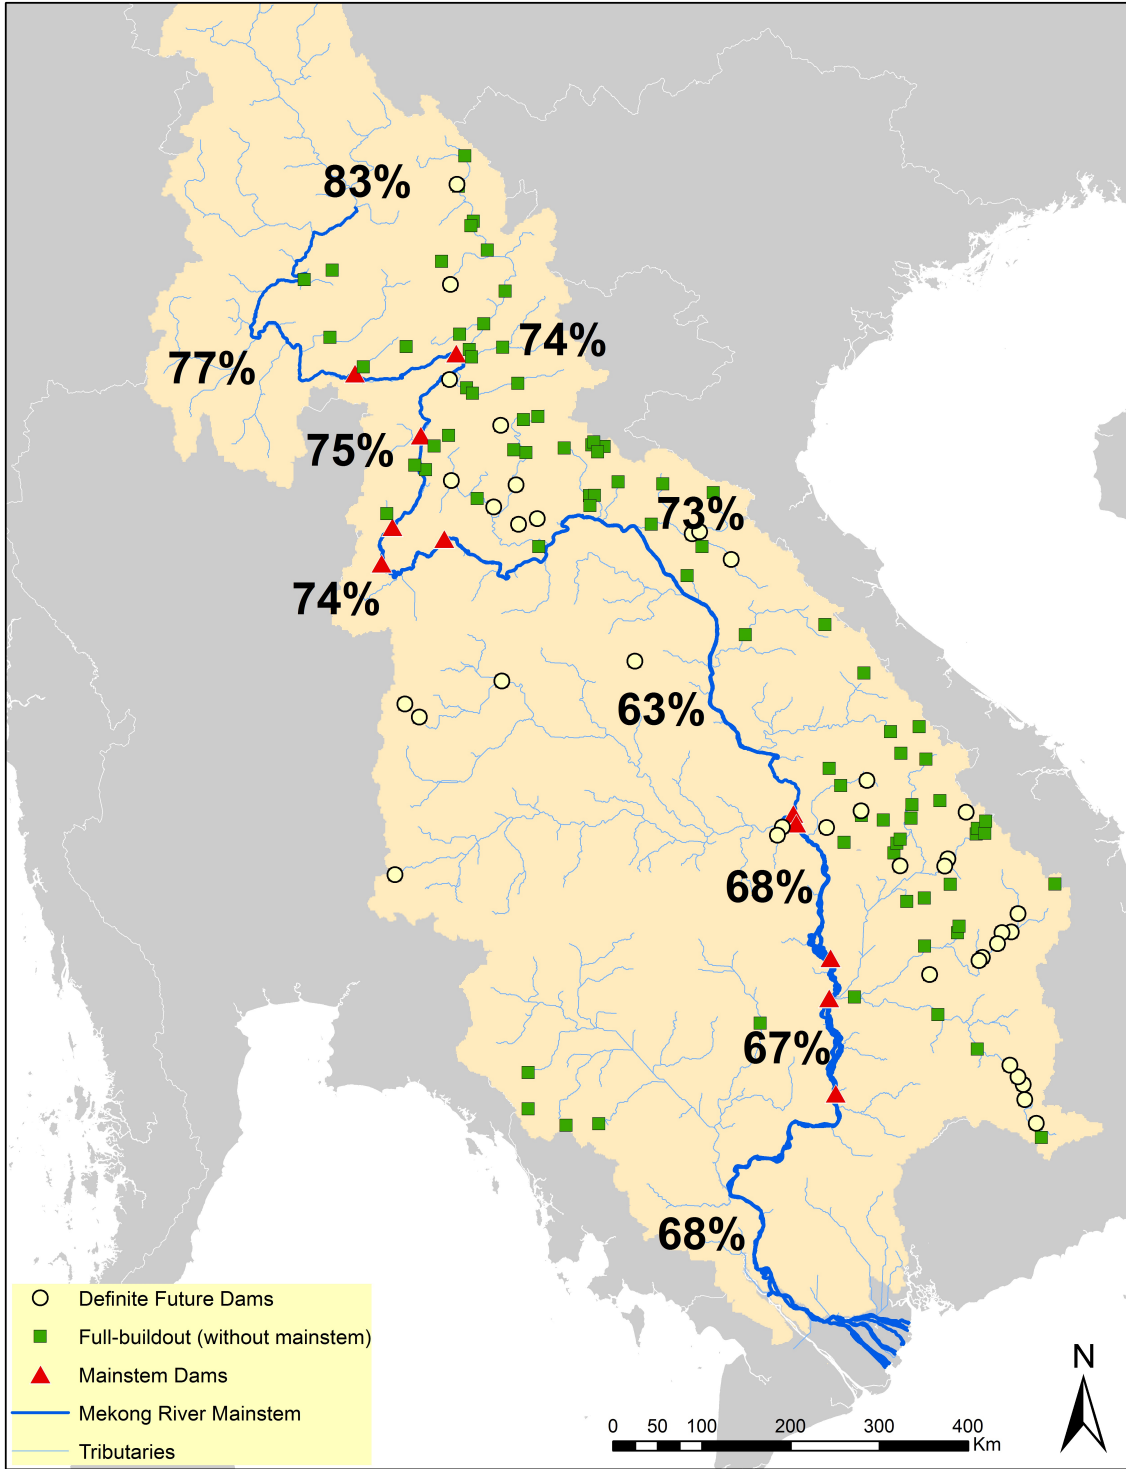 83%
74%
77%
75%
73%
74%
63%
68%
67%
68%
Definite Future Dams
Full-buildout (without mainstem)
Mainstem Dams
Mekong River Mainstem
Tributaries
N
0 50 100 200 300 400
Km